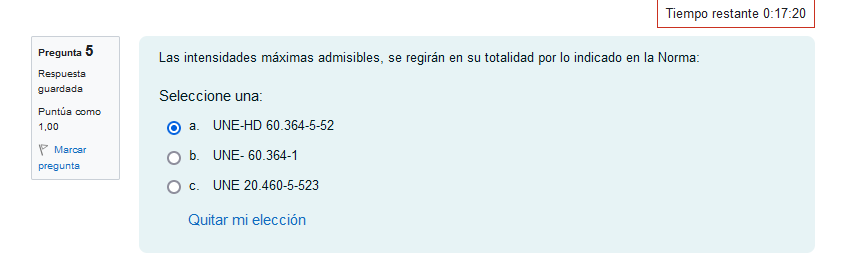 Tiempo restante 0:17:20
Pregunta 5
Respuesta
guardada
Puntúa como
1,00
Marcar
pregunta
Las intensidades máximas admisibles, se regirán en su totalidad por lo indicado en la Norma:
Seleccione una:
a. UNE-HD 60.364-5-52
b. UNE- 60.364-1
c. UNE 20.460-5-523
Quitar mi elección